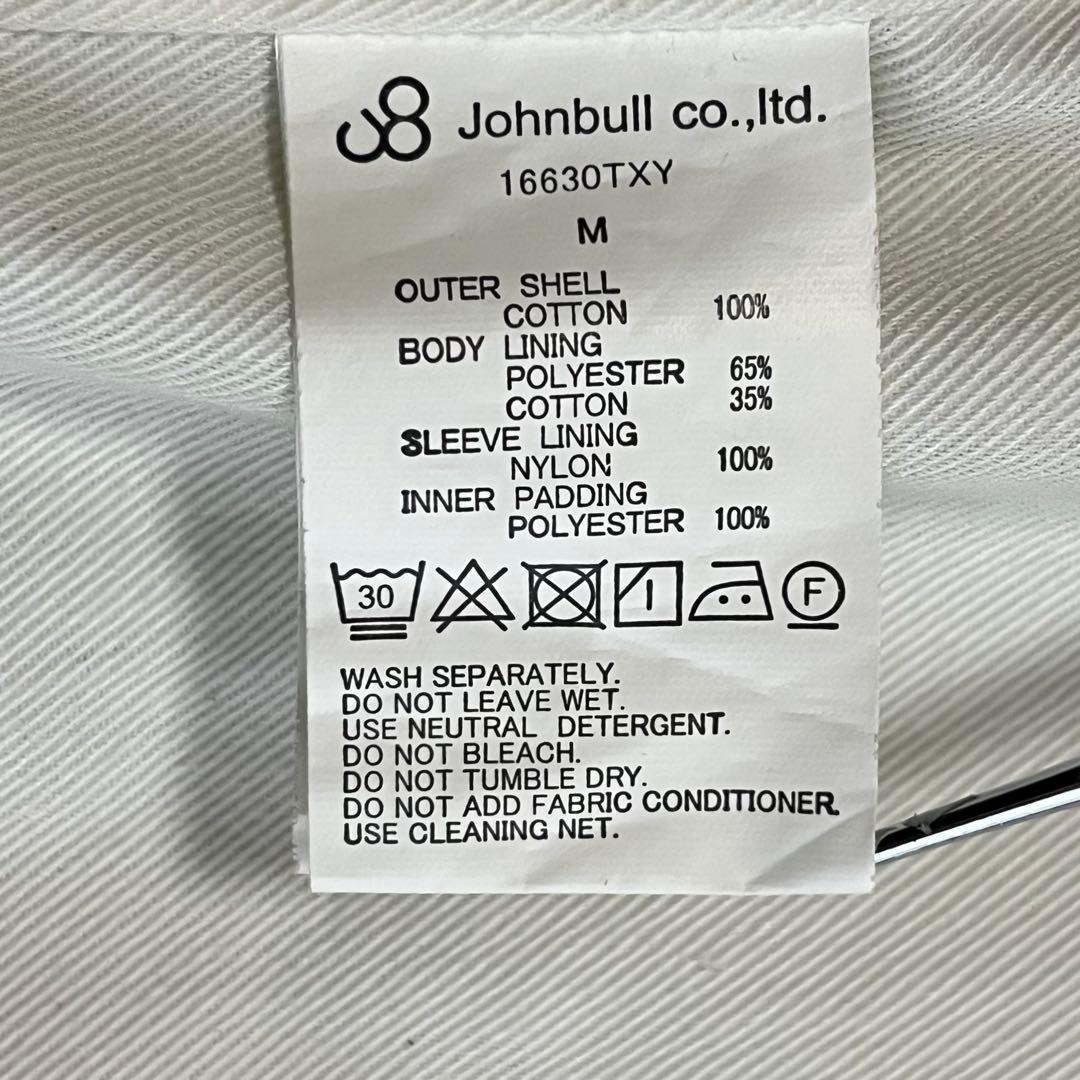 Johnbull co.,ltd.
16630TXY
M
OUTER SHELL
COTTON 100%
BODY LINING
POLYESTER 65%
COTTON 35%
SLEEVE LINING
NYLON 100%
INNER PADDING
POLYESTER 100%
30 F
WASH SEPARATELY.
DO NOT LEAVE WET.
USE NEUTRAL DETERGENT.
DO NOT BLEACH.
DO NOT TUMBLE DRY.
DO NOT ADD FABRIC CONDITIONER.
USE CLEANING NET.